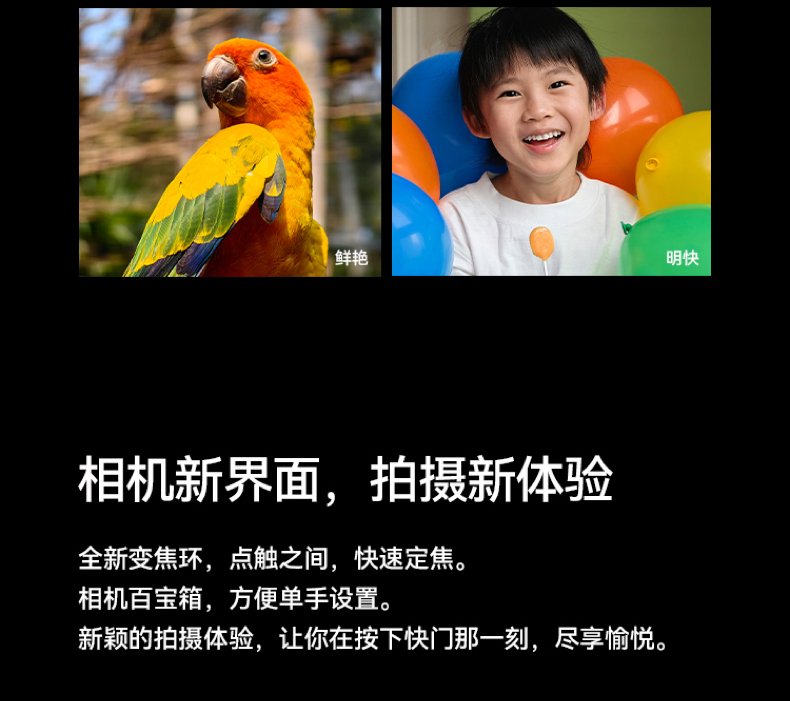 鲜艳
明快
相机新界面，拍摄新体验
全新变焦环，点触之间，快速定焦。
相机百宝箱，方便单手设置。
新颖的拍摄体验，让你在按下快门那一刻，尽享愉悦。